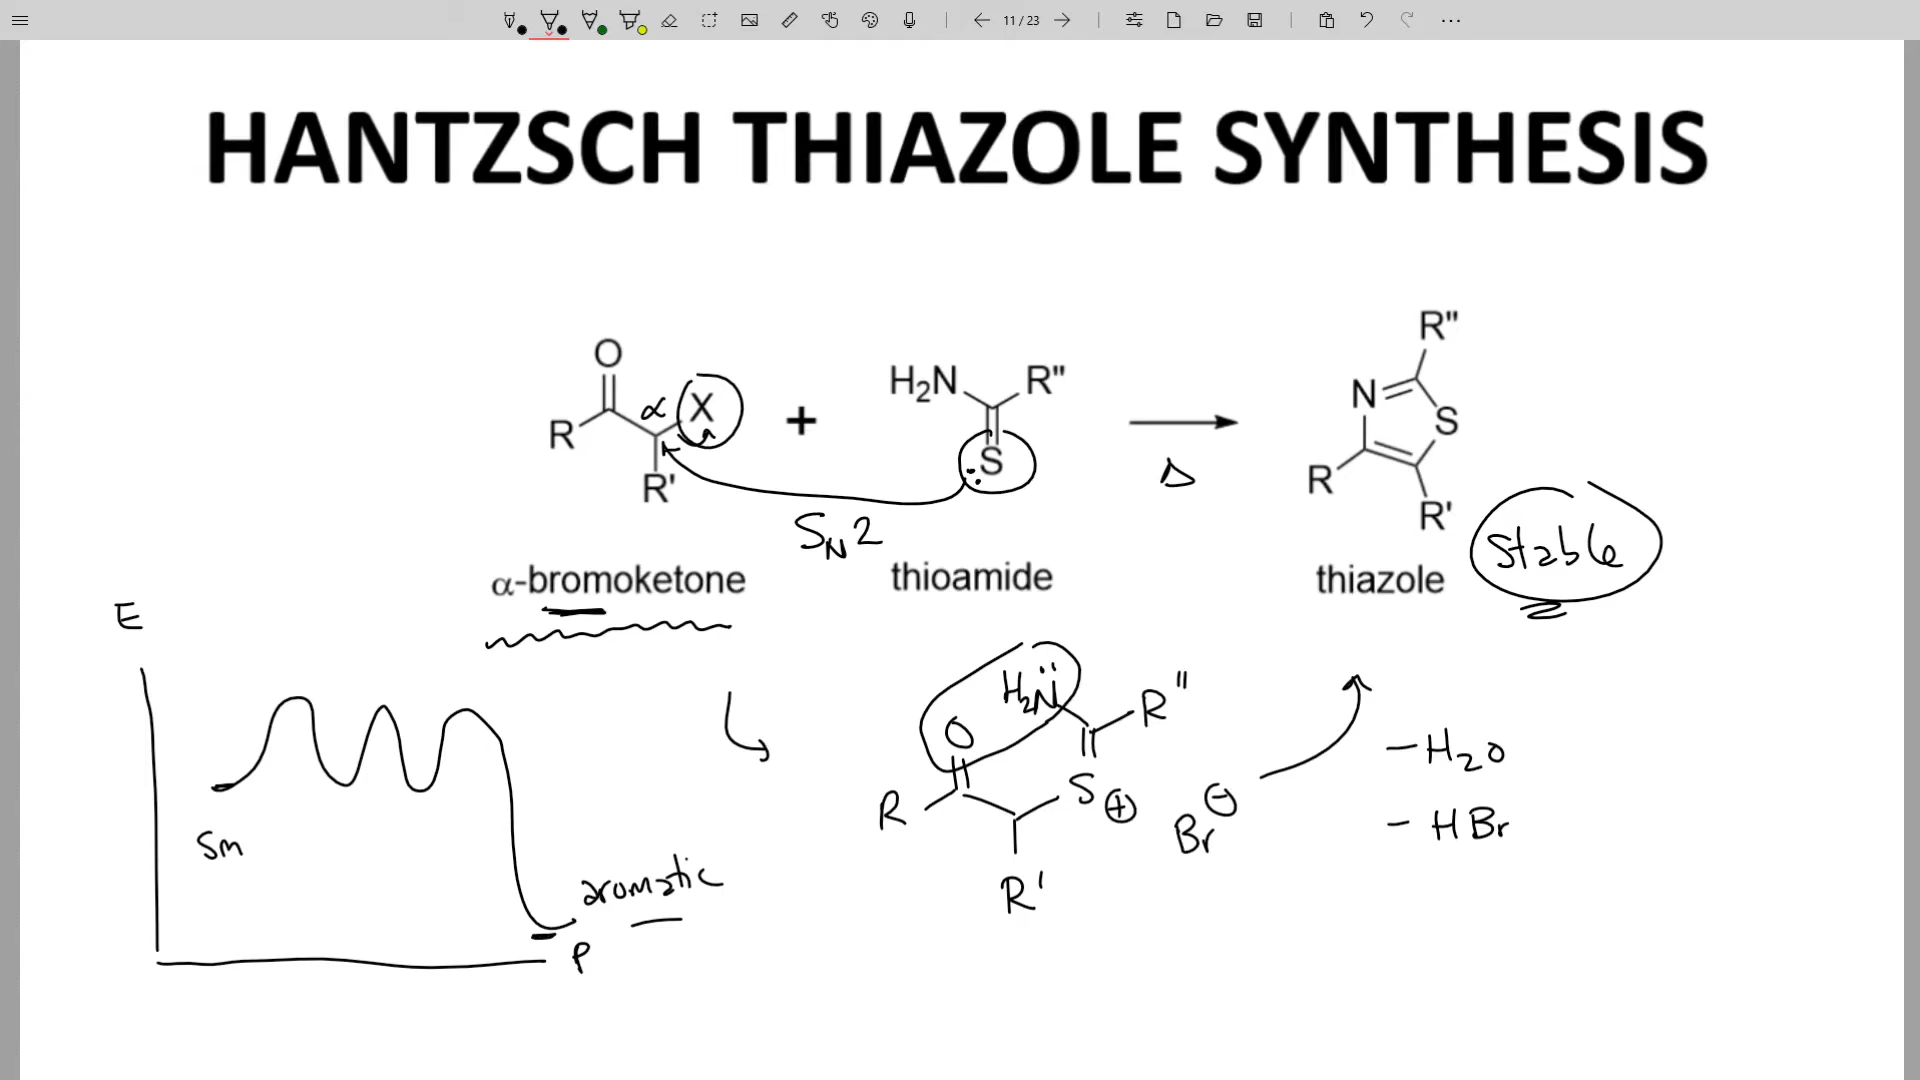 11 / 23
HANTZSCH THIAZOLE SYNTHESIS
O
R
α
X
R'
+
H₂N
R"
S
SN2
Δ
R"
N
S
R
R'
α-bromoketone
thioamide
thiazole
stable
E
Sm
aromatic
P
H₂N
R"
O
R
S
⊕
R'
Br⊖
-H₂O
-HBr